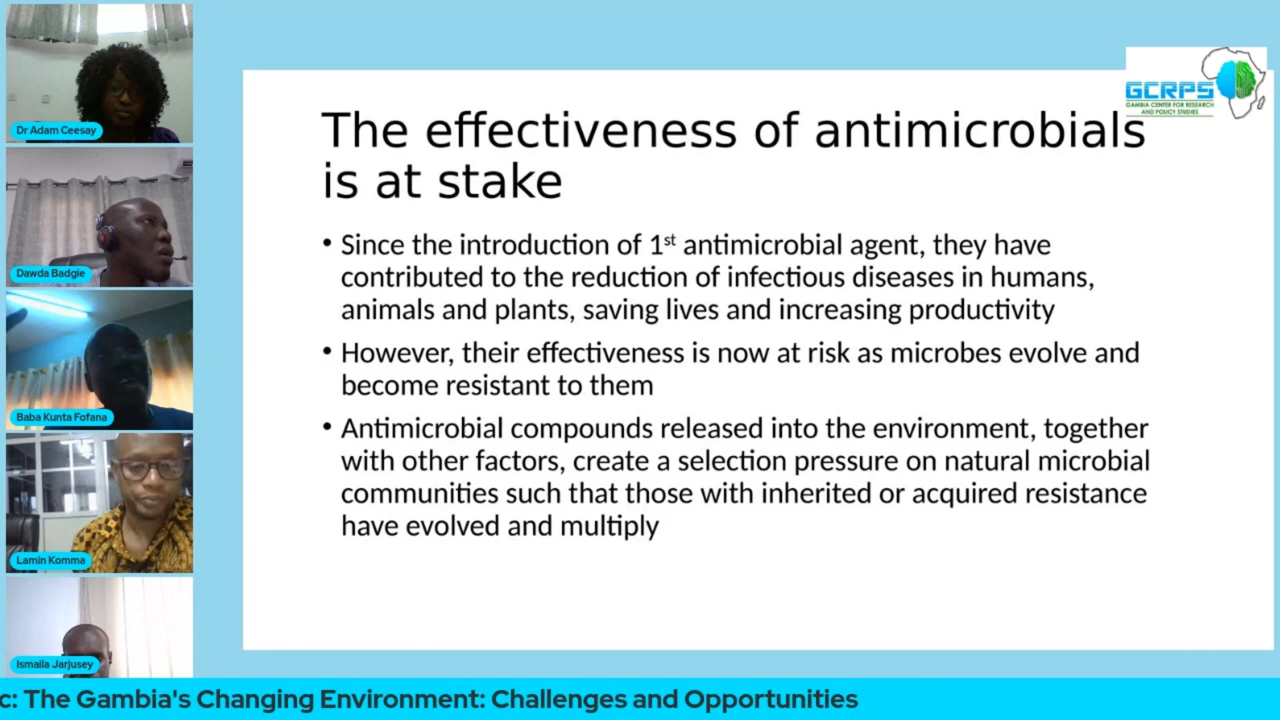 Dr Adam Ceesay
Dawda Badgie
Baba Kunta Fofana
Lamin Komma
Ismaila Jarjusey
GCRPS
GAMBIA CENTER FOR RESEARCH
AND POLICY STUDIES
The effectiveness of antimicrobials
is at stake
• Since the introduction of 1st antimicrobial agent, they have
contributed to the reduction of infectious diseases in humans,
animals and plants, saving lives and increasing productivity
• However, their effectiveness is now at risk as microbes evolve and
become resistant to them
• Antimicrobial compounds released into the environment, together
with other factors, create a selection pressure on natural microbial
communities such that those with inherited or acquired resistance
have evolved and multiply
c: The Gambia's Changing Environment: Challenges and Opportunities